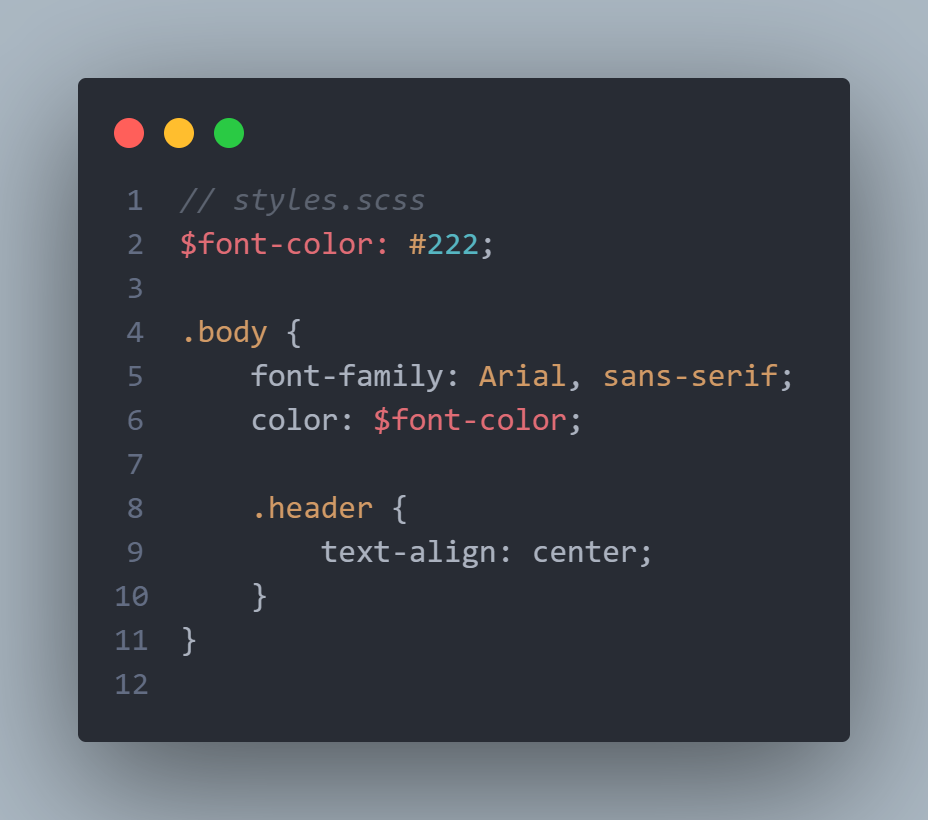 1 // styles.scss
2 $font-color: #222;
3
4 .body {
5     font-family: Arial, sans-serif;
6     color: $font-color;
7
8     .header {
9         text-align: center;
10     }
11 }
12